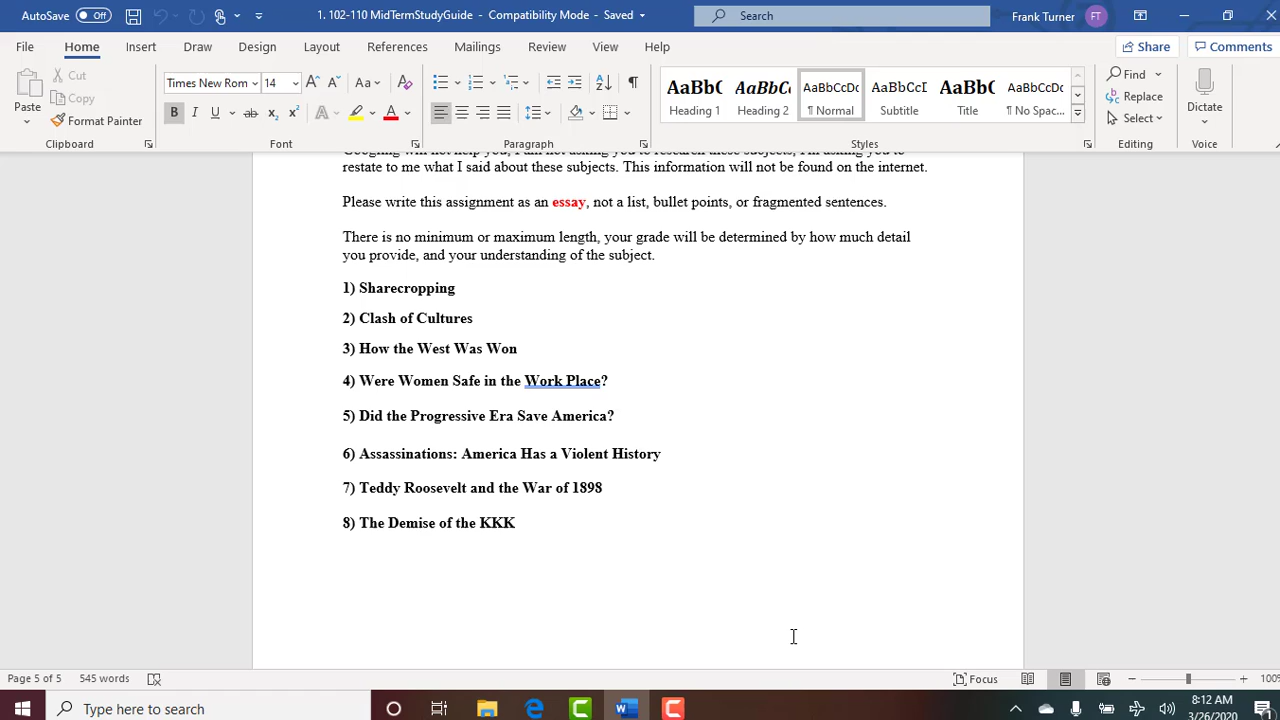 AutoSave Off 1. 102-110 MidTermStudyGuide - Compatibility Mode - Saved Search Frank Turner FT
File Home Insert Draw Design Layout References Mailings Review View Help Share Comments
Paste Cut Copy Format Painter Clipboard
Times New Rom 14 Aa Font
B I U ab x₂ x² A A
Paragraph
AaBbC AaBbC AaBbCcDc AaBbCcD AaBbC AaBbCcDc
Heading 1 Heading 2 ¶ Normal Subtitle Title ¶ No Spac...
Styles
Find Replace Select Editing
Dictate Voice
restate to me what I said about these subjects. This information will not be found on the internet.
Please write this assignment as an essay, not a list, bullet points, or fragmented sentences.
There is no minimum or maximum length, your grade will be determined by how much detail
you provide, and your understanding of the subject.
1) Sharecropping
2) Clash of Cultures
3) How the West Was Won
4) Were Women Safe in the Work Place?
5) Did the Progressive Era Save America?
6) Assassinations: America Has a Violent History
7) Teddy Roosevelt and the War of 1898
8) The Demise of the KKK
Page 5 of 5 545 words Focus 100%
Type here to search 8:12 AM
3/26/2020